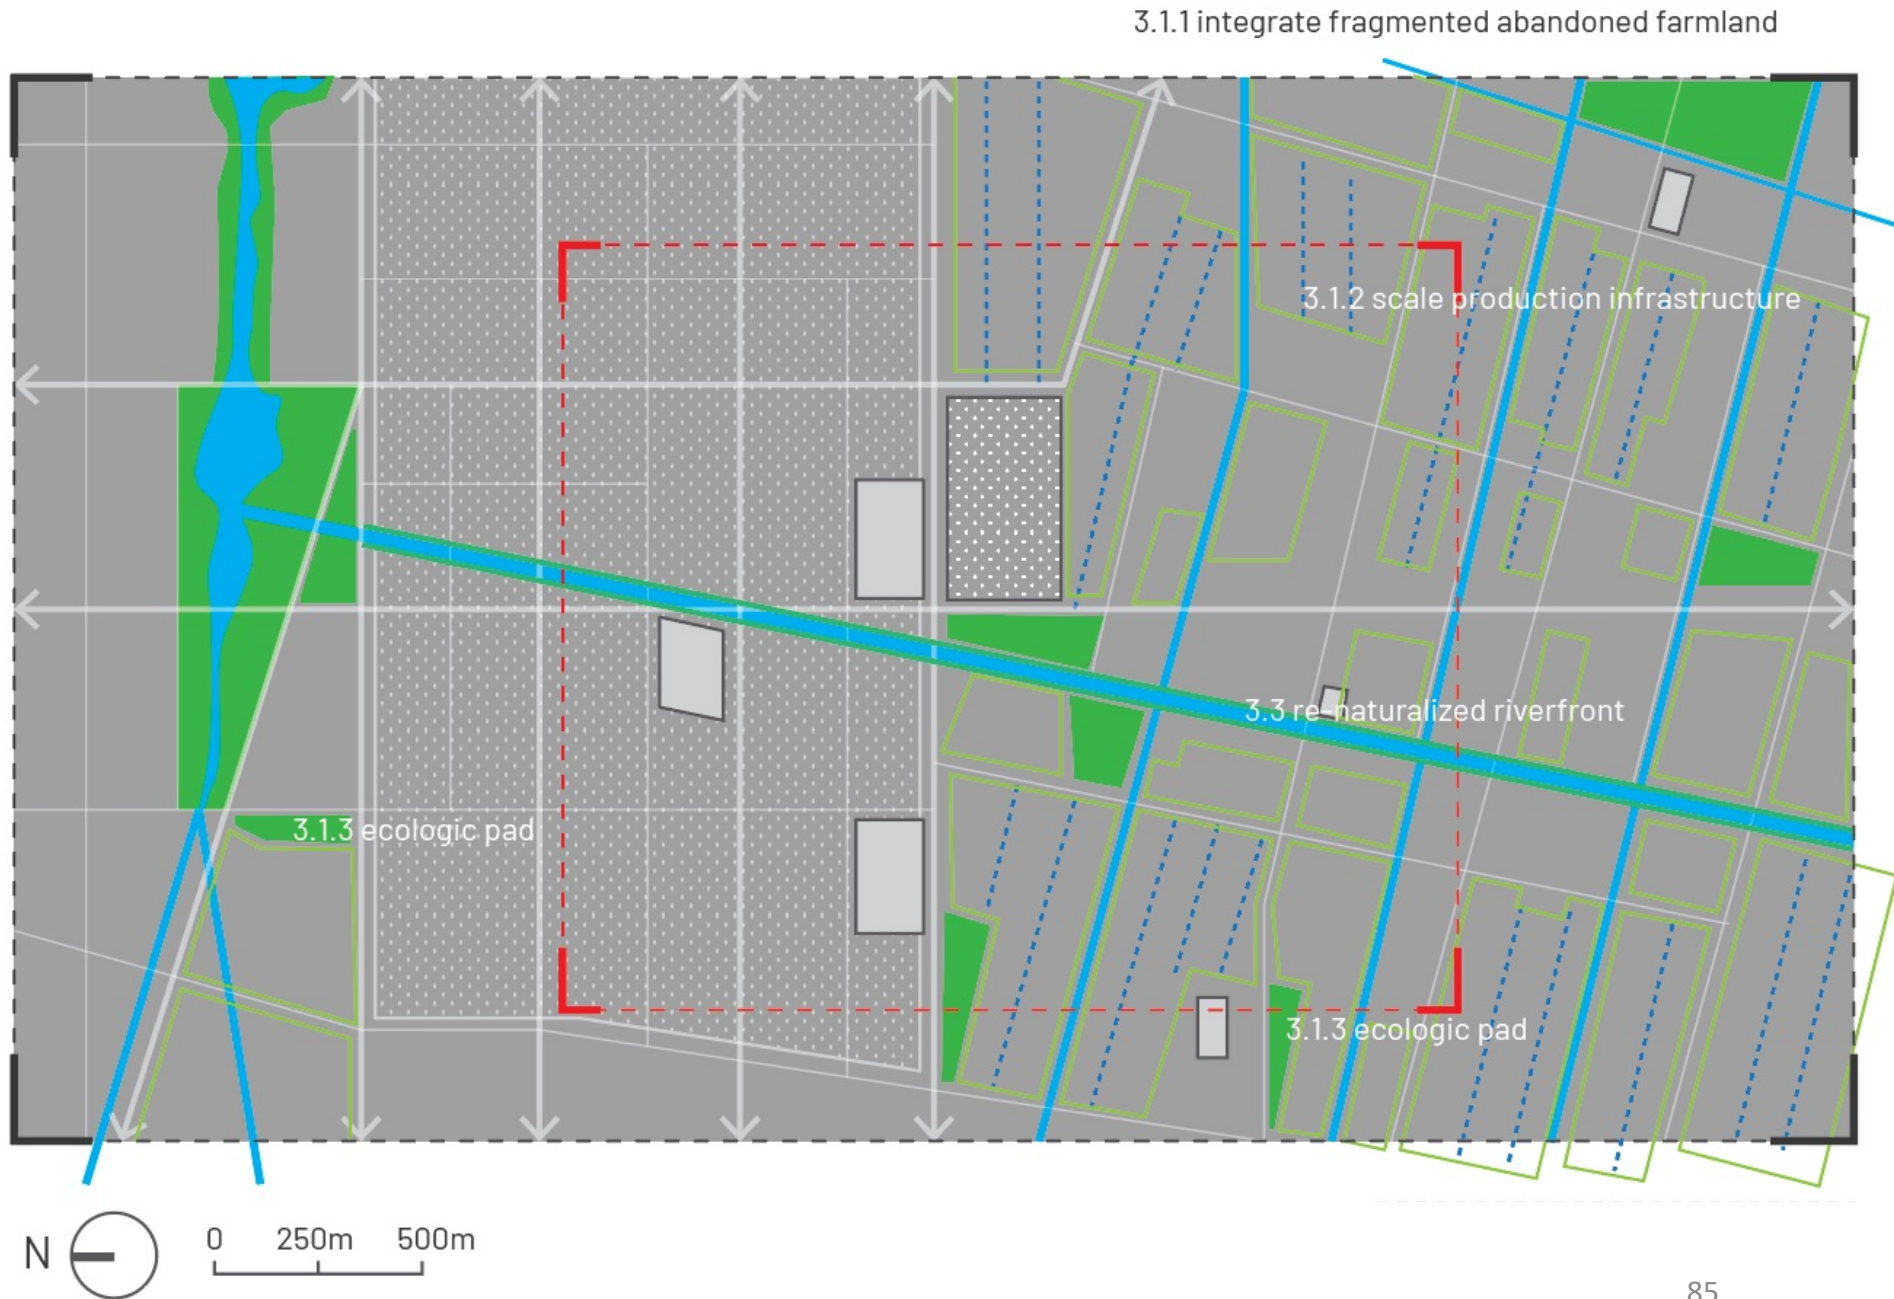 3.1.1 integrate fragmented abandoned farmland
3.1.2 scale production infrastructure
3.3 re-naturalized riverfront
3.1.3 ecologic pad
3.1.3 ecologic pad
N
0 250m 500m
85